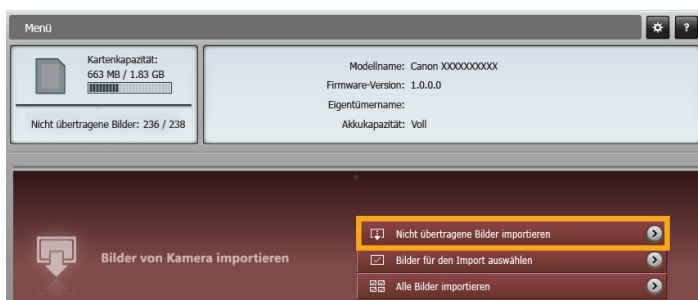 Menü
?
Kartenkapazität:
663 MB / 1.83 GB
Nicht übertragene Bilder: 236 / 238
Modellname: Canon XXXXXXXXXX
Firmware-Version: 1.0.0.0
Eigentümername:
Akkukapazität: Voll
Bilder von Kamera importieren
Nicht übertragene Bilder importieren
Bilder für den Import auswählen
Alle Bilder importieren